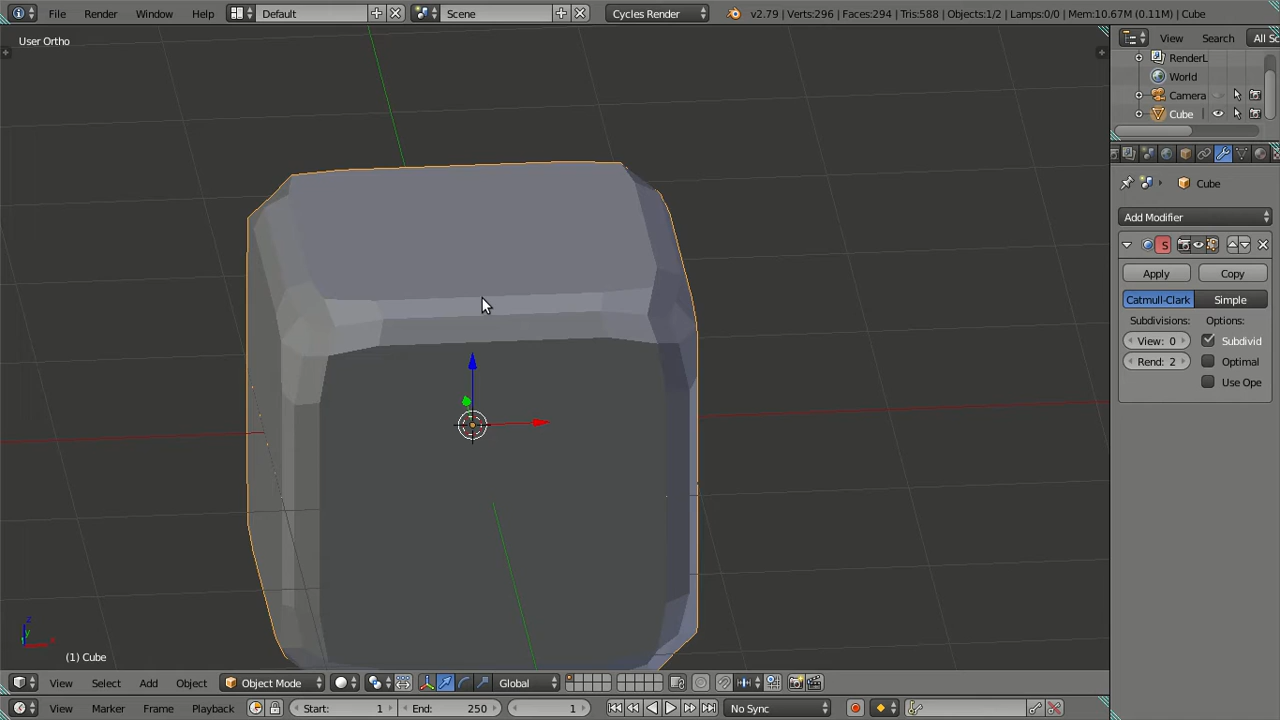 File Render Window Help Default Scene Cycles Render v2.79 | Verts:296 | Faces:294 | Tris:588 | Objects:1/2 | Lamps:0/0 | Mem:10.67M (0.11M) | Cube
User Ortho
View Search All Sc
RenderL
World
Camera
Cube
Cube
Add Modifier
S
Apply Copy
Catmull-Clark Simple
Subdivisions: Options:
View: 0 Subdivid
Rend: 2 Optimal
Use Ope
z
y
x
(1) Cube
View Select Add Object Object Mode Global
View Marker Frame Playback Start: 1 End: 250 1 No Sync